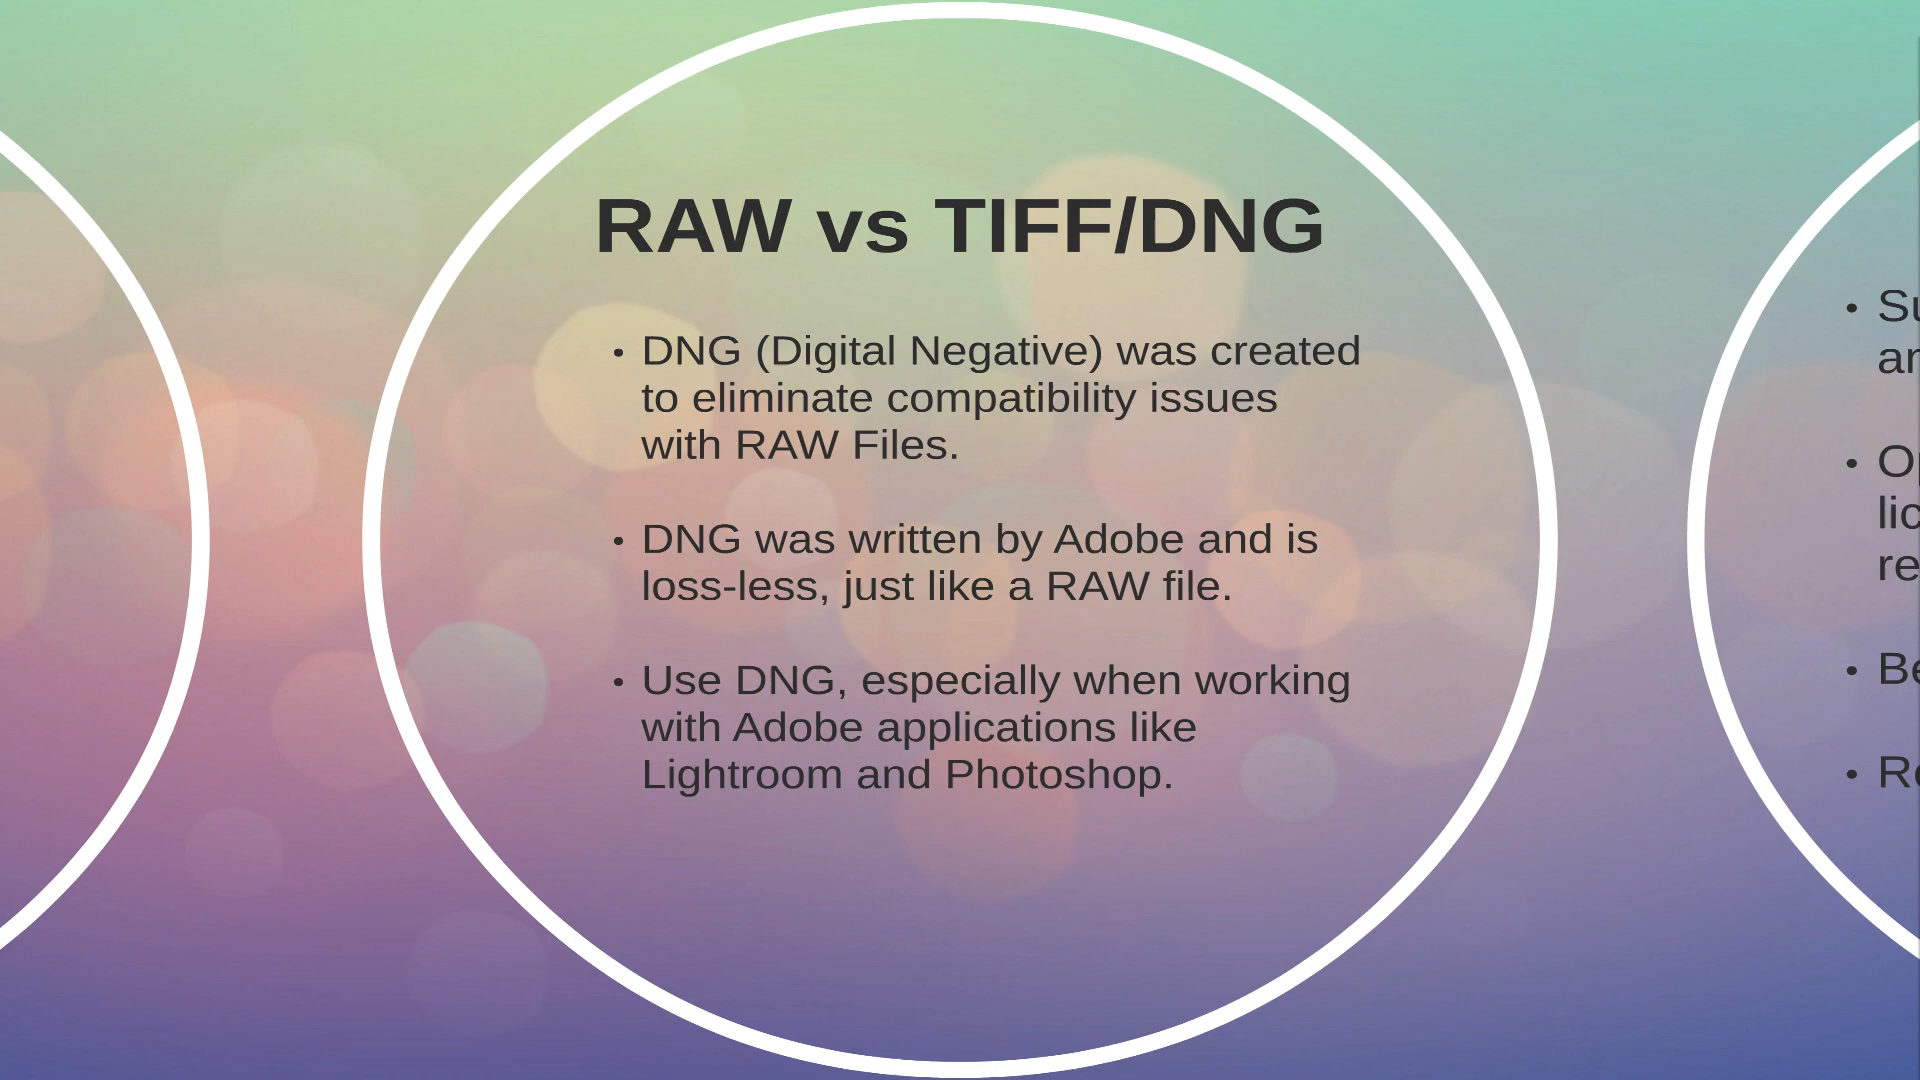 RAW vs TIFF/DNG
• DNG (Digital Negative) was created
to eliminate compatibility issues
with RAW Files.
• DNG was written by Adobe and is
loss-less, just like a RAW file.
• Use DNG, especially when working
with Adobe applications like
Lightroom and Photoshop.